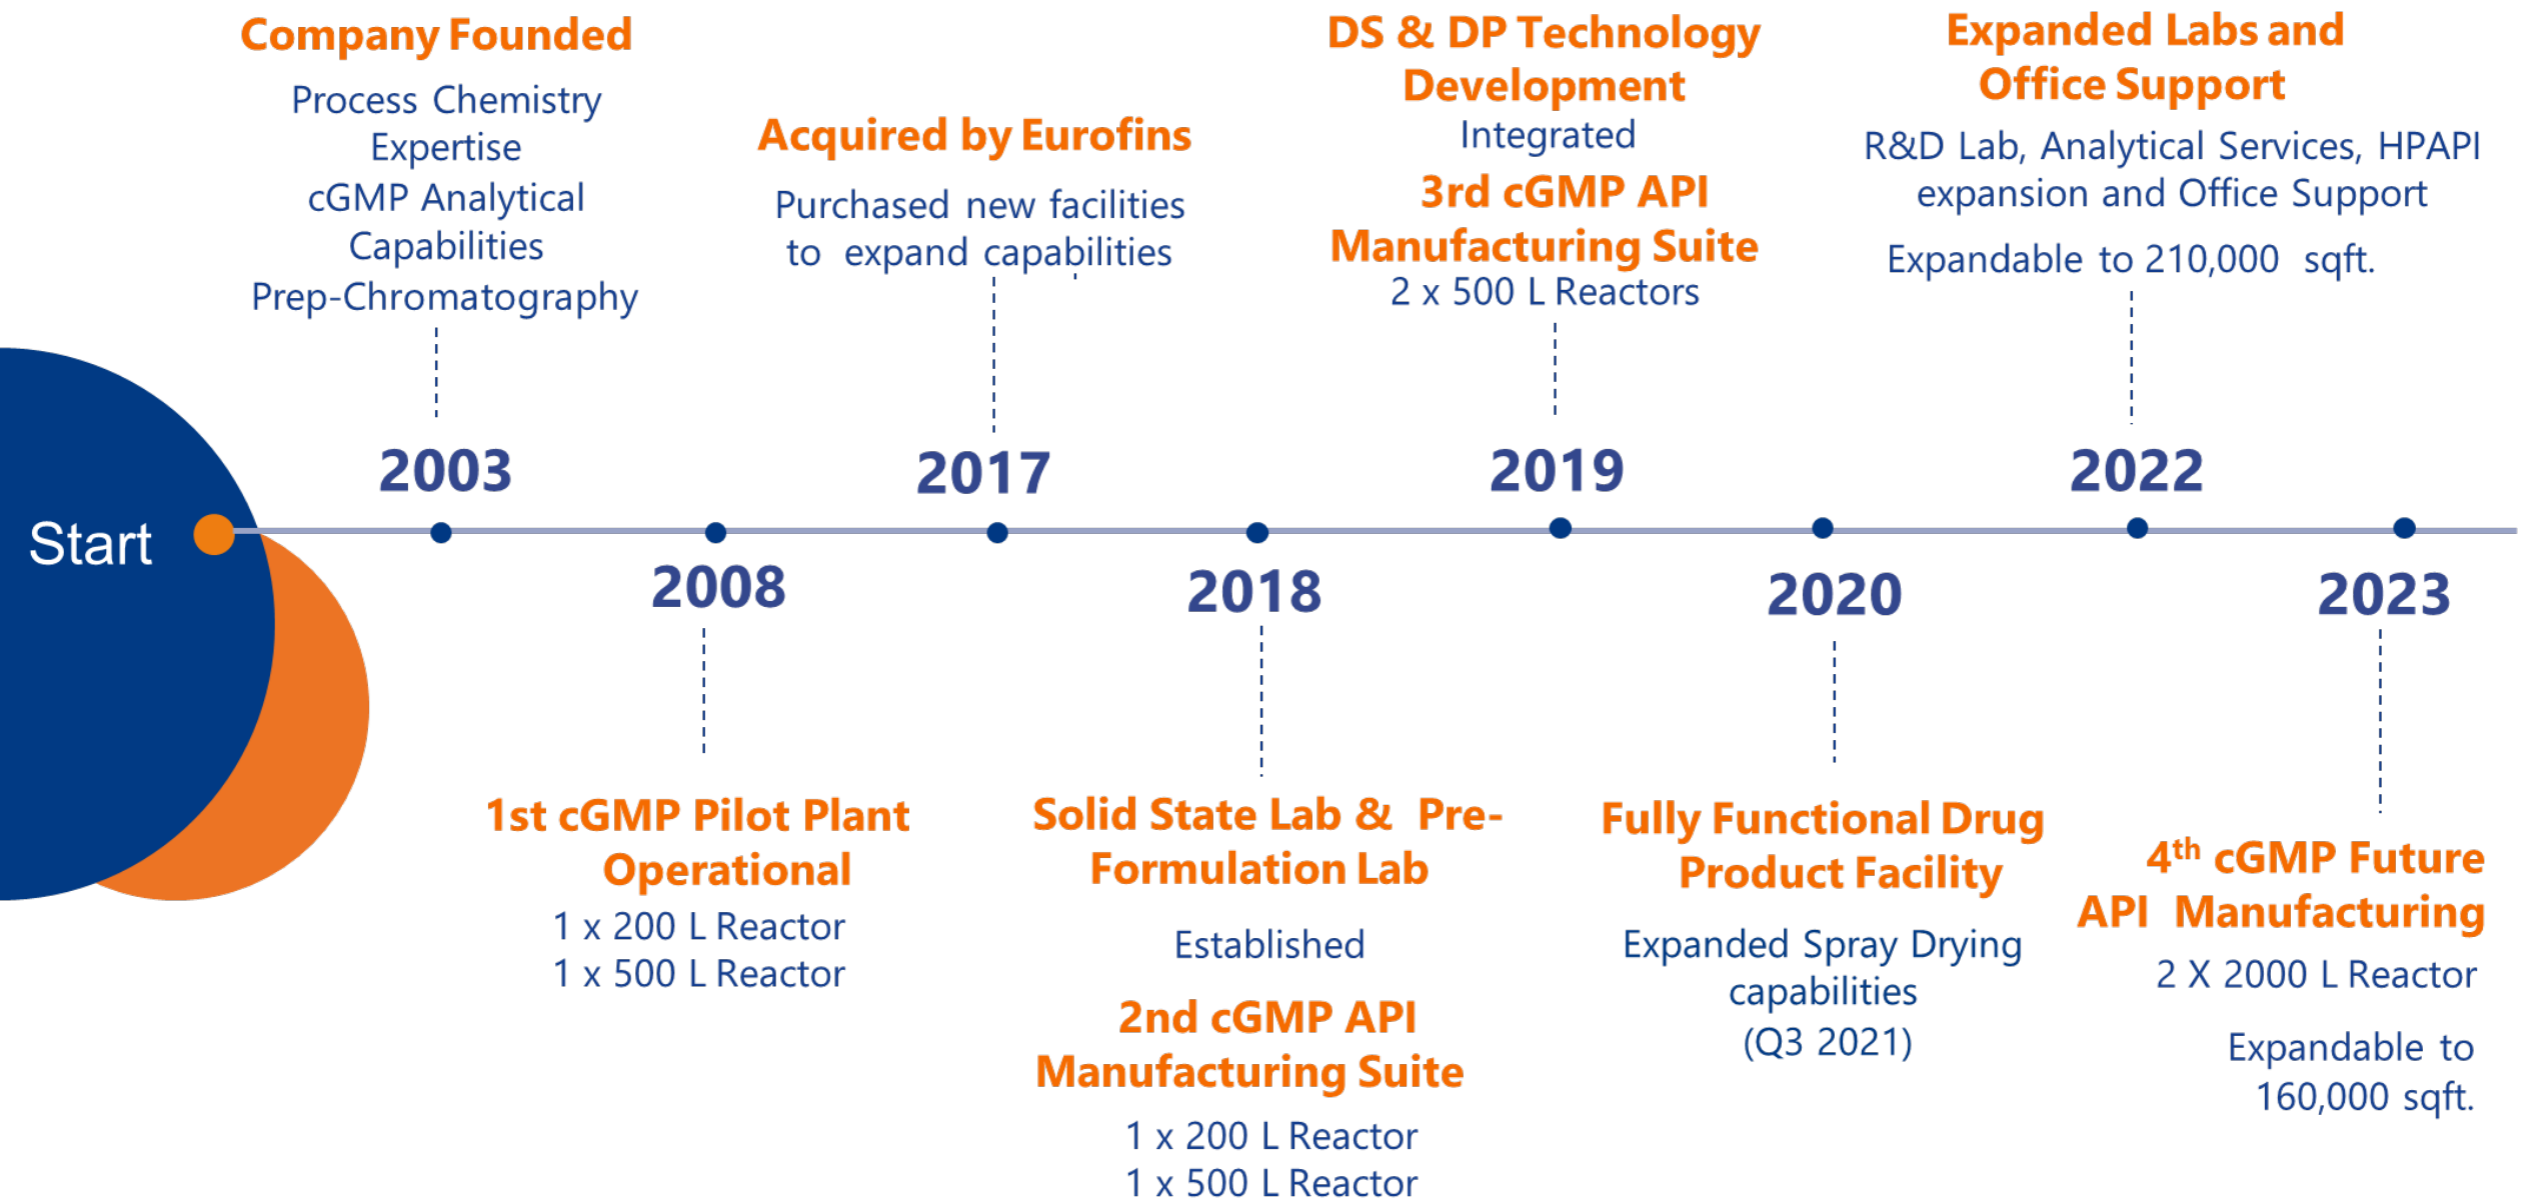 Company Founded
Process Chemistry
Expertise
cGMP Analytical
Capabilities
Prep-Chromatography
2003
Acquired by Eurofins
Purchased new facilities
to expand capabilities
2017
DS & DP Technology
Development
Integrated
3rd cGMP API
Manufacturing Suite
2 x 500 L Reactors
2019
Expanded Labs and
Office Support
R&D Lab, Analytical Services, HPAPI
expansion and Office Support
Expandable to 210,000 sqft.
2022
Start
2008
1st cGMP Pilot Plant
Operational
1 x 200 L Reactor
1 x 500 L Reactor
2018
Solid State Lab & Pre-
Formulation Lab
Established
2nd cGMP API
Manufacturing Suite
1 x 200 L Reactor
1 x 500 L Reactor
2020
Fully Functional Drug
Product Facility
Expanded Spray Drying
capabilities
(Q3 2021)
2023
4th cGMP Future
API Manufacturing
2 X 2000 L Reactor
Expandable to
160,000 sqft.